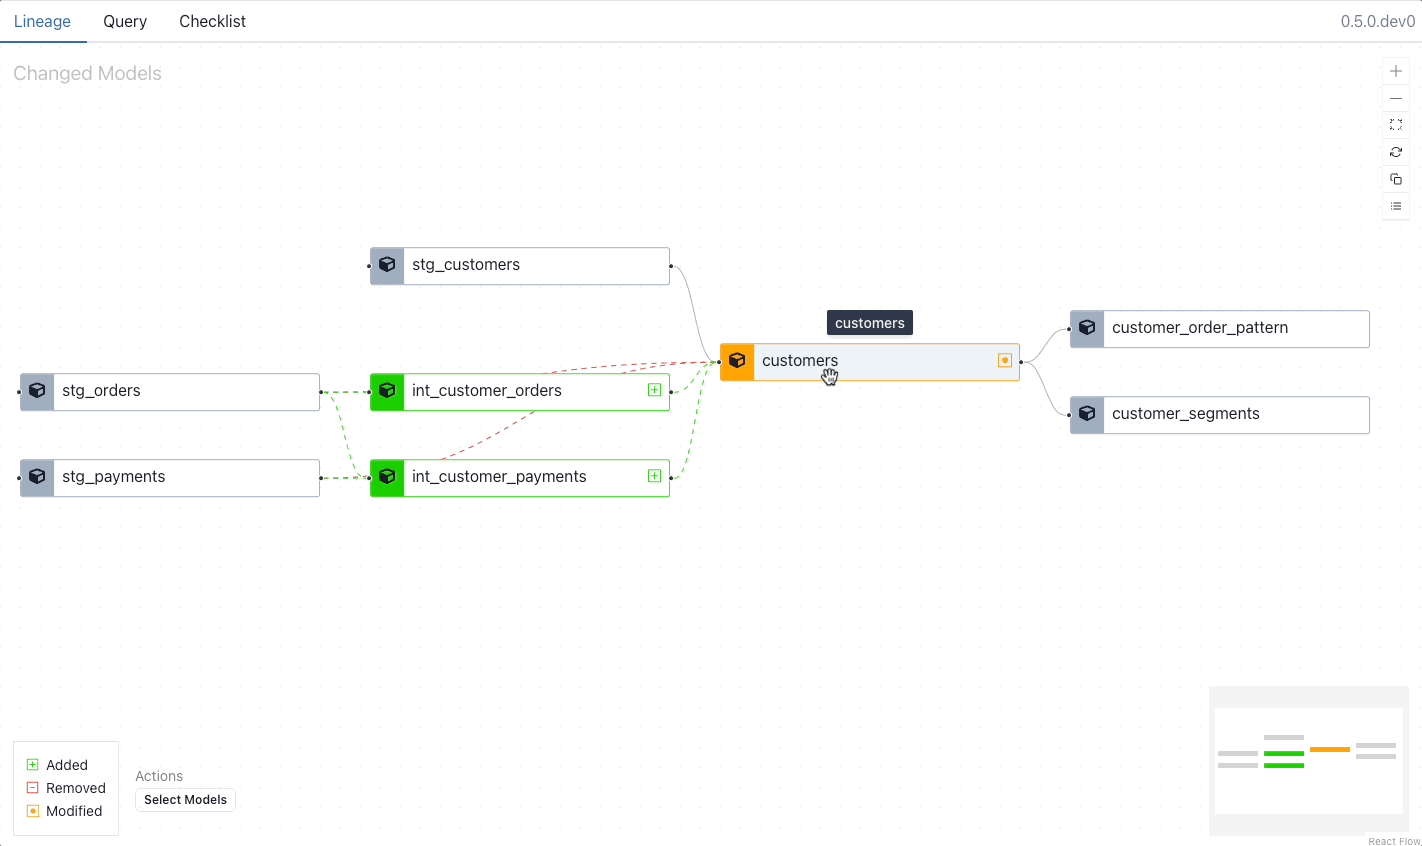 Lineage
Query
Checklist
0.5.0.dev0
Changed Models
stg_customers
customers
customer_order_pattern
customers
stg_orders
int_customer_orders
customer_segments
stg_payments
int_customer_payments
Added
Removed
Modified
Actions
Select Models
React Flow